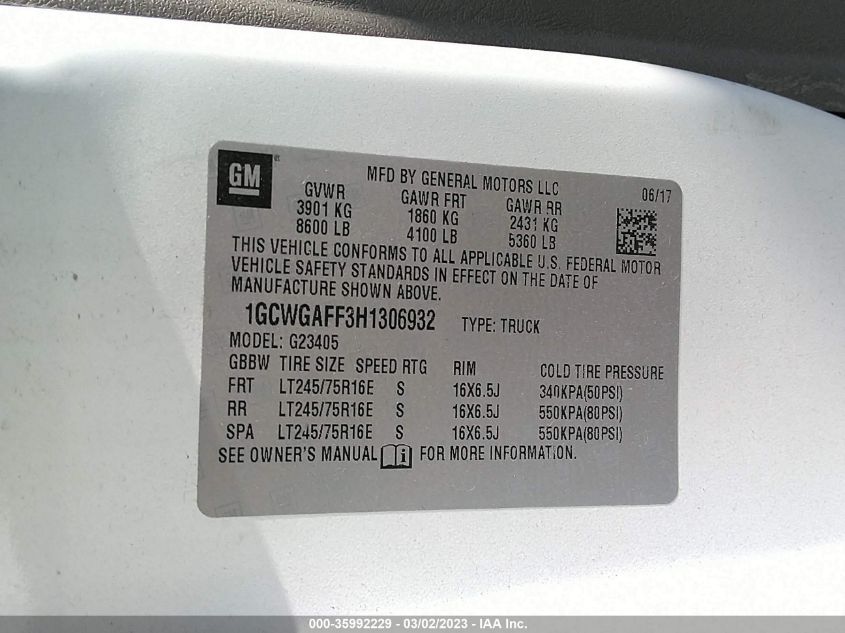 GM
MFD BY GENERAL MOTORS LLC 06/17
GVWR GAWR FRT GAWR RR
3901 KG 1860 KG 2431 KG
8600 LB 4100 LB 5360 LB
THIS VEHICLE CONFORMS TO ALL APPLICABLE U.S. FEDERAL MOTOR
VEHICLE SAFETY STANDARDS IN EFFECT ON THE DATE OF
MANUFACTURE SHOWN ABOVE.
1GCWGAFF3H1306932 TYPE: TRUCK
MODEL: G23405
GBBW TIRE SIZE SPEED RTG RIM COLD TIRE PRESSURE
FRT LT245/75R16E S 16X6.5J 340KPA(50PSI)
RR LT245/75R16E S 16X6.5J 550KPA(80PSI)
SPA LT245/75R16E S 16X6.5J 550KPA(80PSI)
SEE OWNER'S MANUAL i FOR MORE INFORMATION.
000-35992229 - 03/02/2023 - IAA Inc.